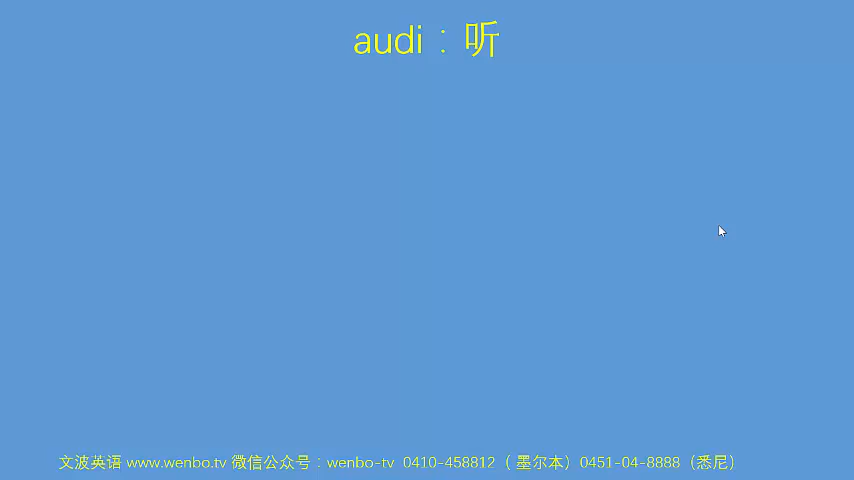 audi：听
文波英语 www.wenbo.tv 微信公众号：wenbo-tv 0410-458812（ 墨尔本）0451-04-8888（悉尼）